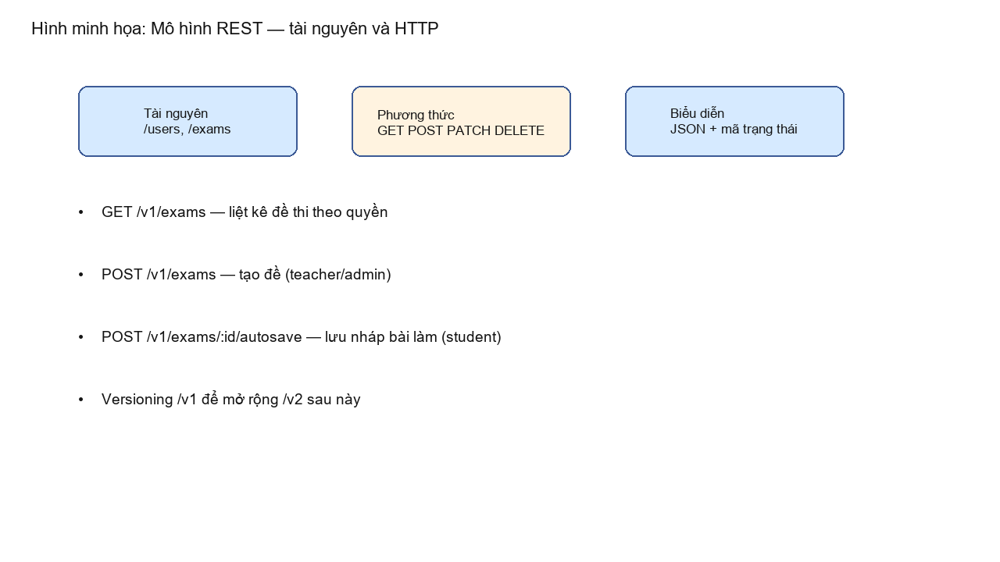 Hình minh họa: Mô hình REST — tài nguyên và HTTP
Tài nguyên
/users, /exams
Phương thức
GET POST PATCH DELETE
Biểu diễn
JSON + mã trạng thái
• GET /v1/exams — liệt kê đề thi theo quyền
• POST /v1/exams — tạo đề (teacher/admin)
• POST /v1/exams/:id/autosave — lưu nháp bài làm (student)
• Versioning /v1 để mở rộng /v2 sau này